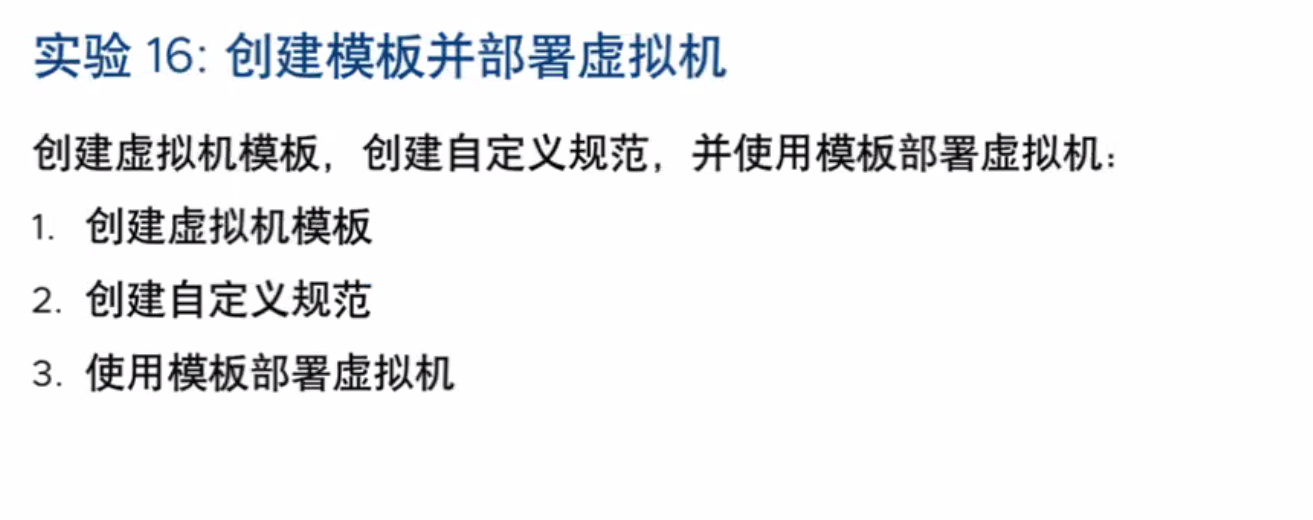 实验 16: 创建模板并部署虚拟机
创建虚拟机模板，创建自定义规范，并使用模板部署虚拟机：
1. 创建虚拟机模板
2. 创建自定义规范
3. 使用模板部署虚拟机